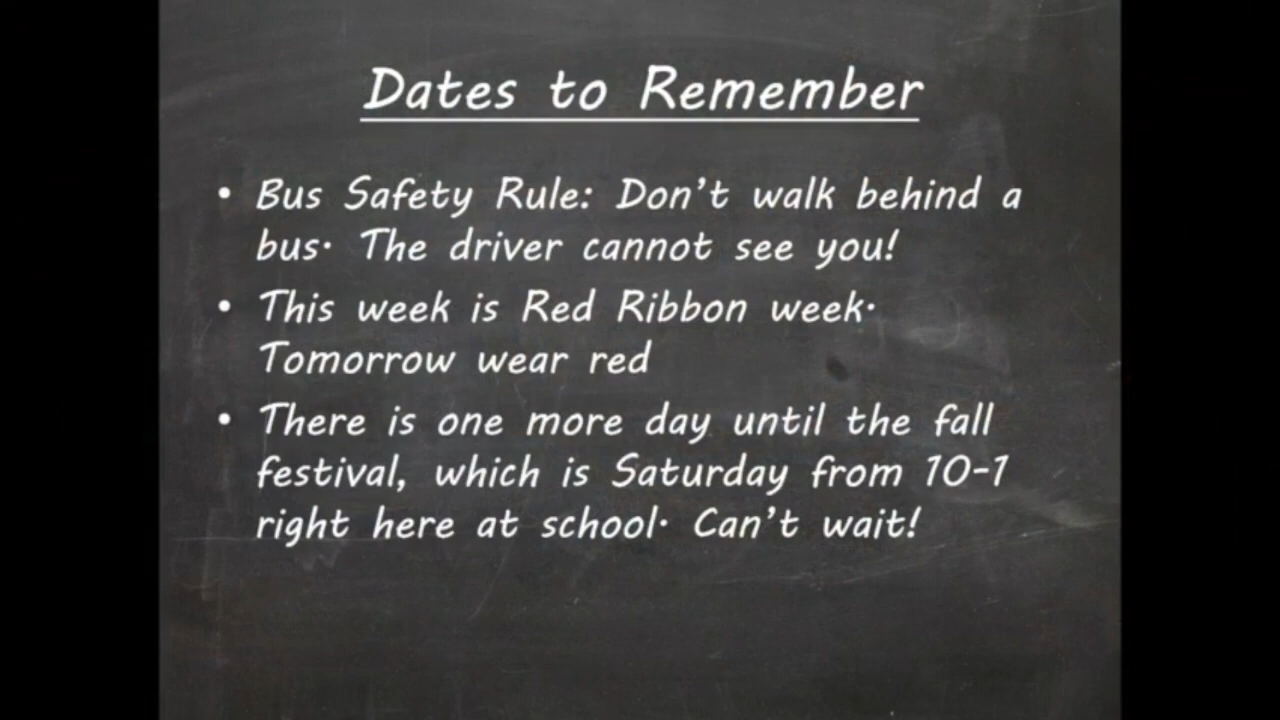 Dates to Remember
• Bus Safety Rule: Don't walk behind a
bus. The driver cannot see you!
• This week is Red Ribbon week.
Tomorrow wear red
• There is one more day until the fall
festival, which is Saturday from 10-1
right here at school. Can't wait!